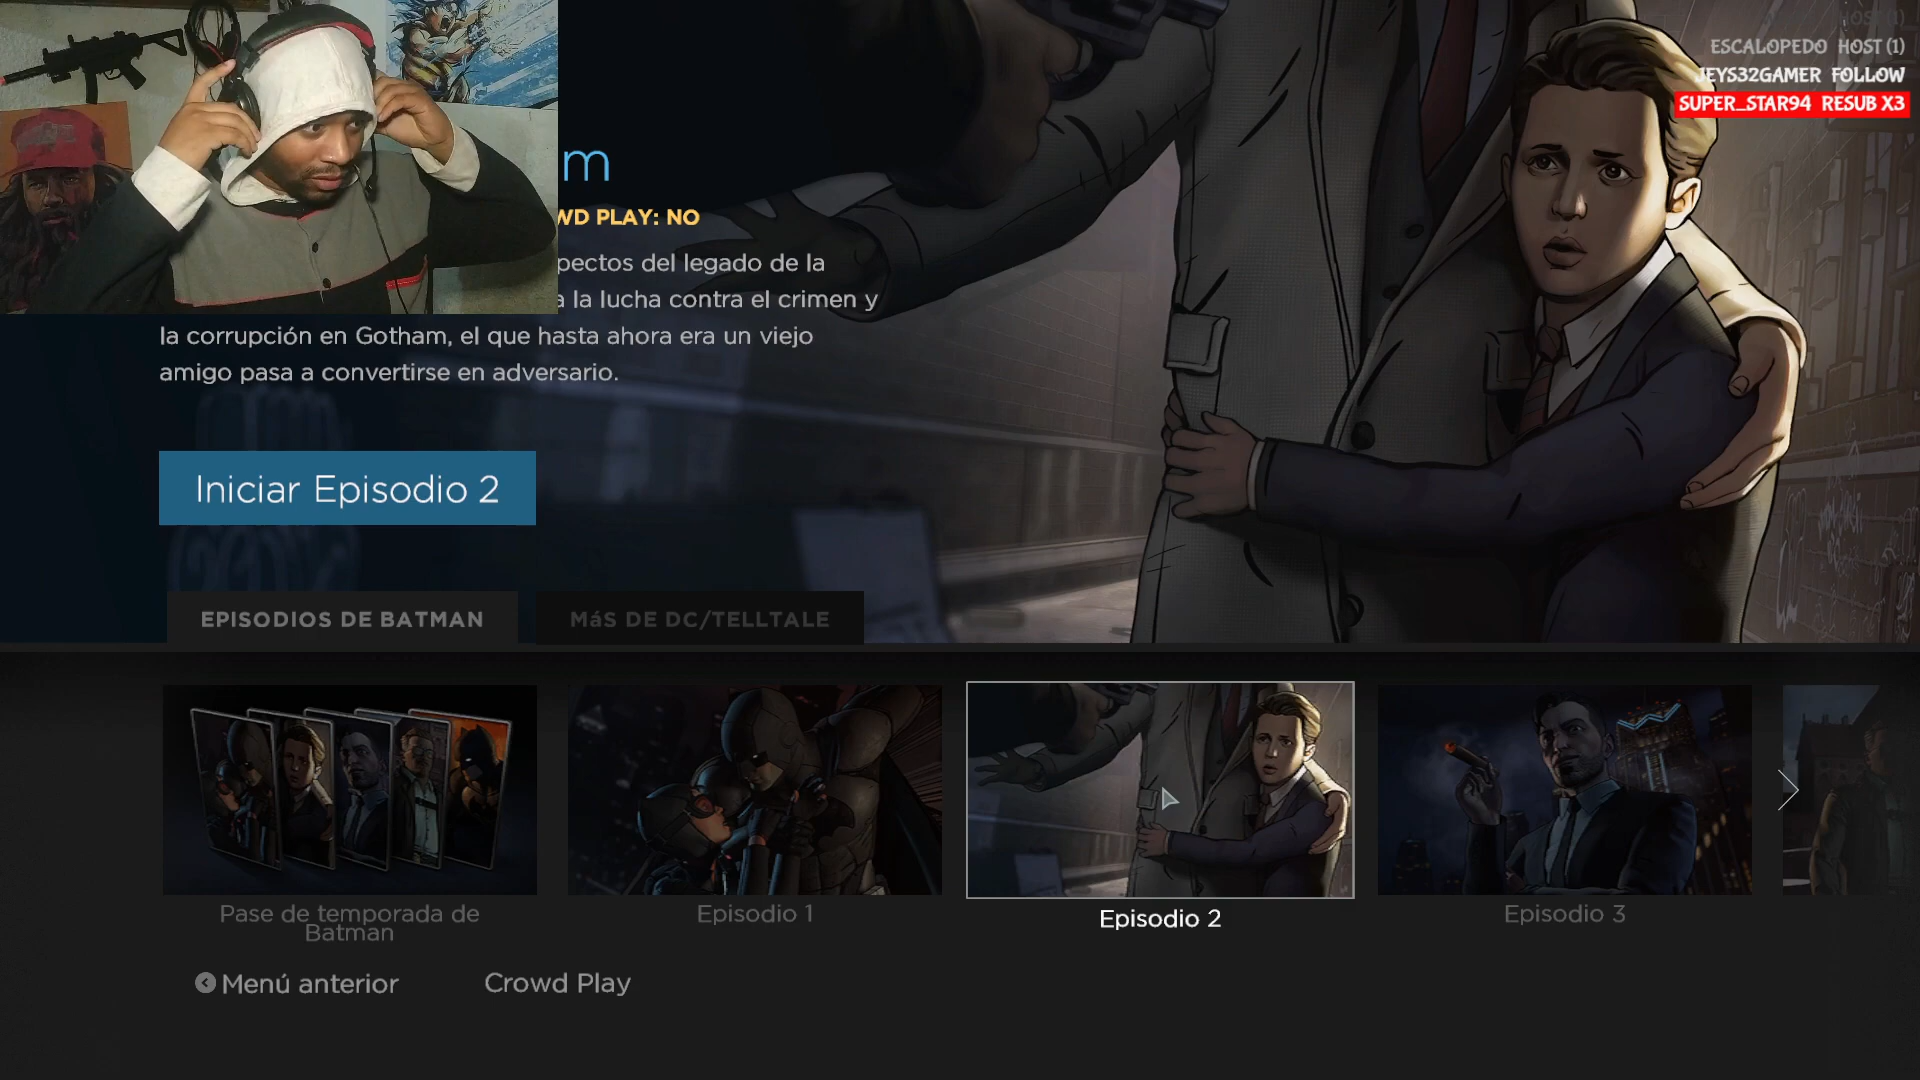 HOST (1)
ESCALOPEDO HOST (1)
JEYS32GAMER FOLLOW
SUPER_STAR94 RESUB X3
m
WD PLAY: NO
pectos del legado de la
a la lucha contra el crimen y
la corrupción en Gotham, el que hasta ahora era un viejo
amigo pasa a convertirse en adversario.
Iniciar Episodio 2
EPISODIOS DE BATMAN
MáS DE DC/TELLTALE
Pase de temporada de
Batman
Episodio 1
Episodio 2
Episodio 3
Menú anterior
Crowd Play